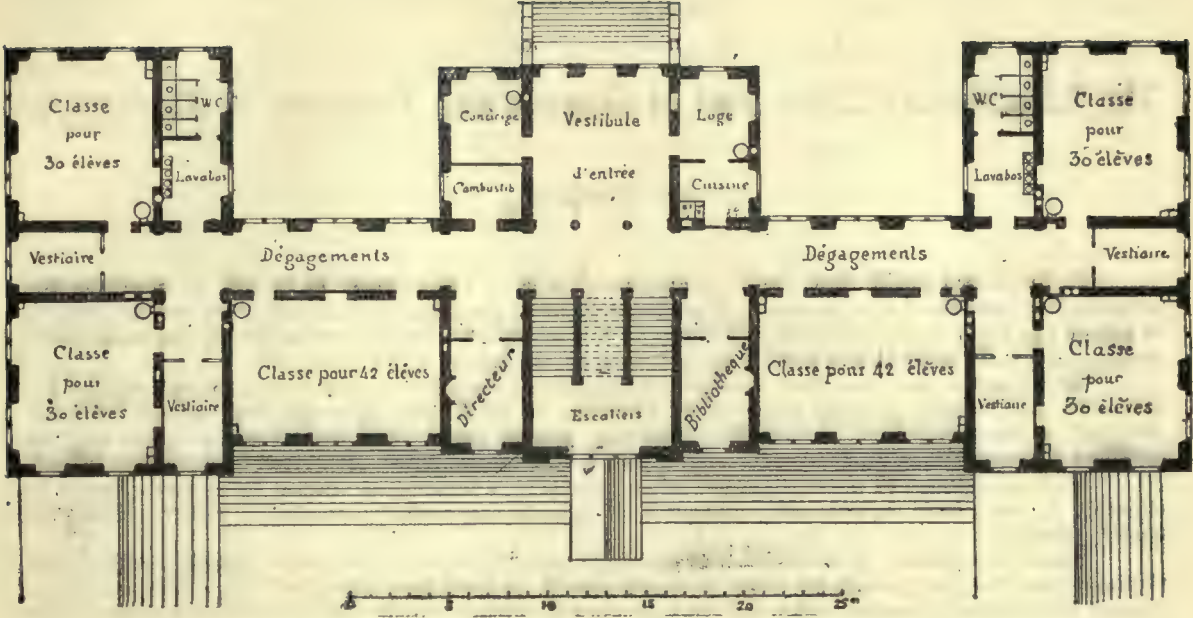 Classe
pour
30 élèves
W.C
Lavabos
Concierge
Combustib
Vestibule
d'entrée
Loge
Cuisine
W.C
Lavabos
Classe
pour
30 élèves
Vestiaire
Dégagements
Dégagements
Vestiaire
Classe
pour
30 élèves
Vestiaire
Classe pour 42 élèves
Directeur
Escaliers
Bibliothèque
Classe pour 42 élèves
Vestiaire
Classe
pour
30 élèves
0 5 10 15 20 25m